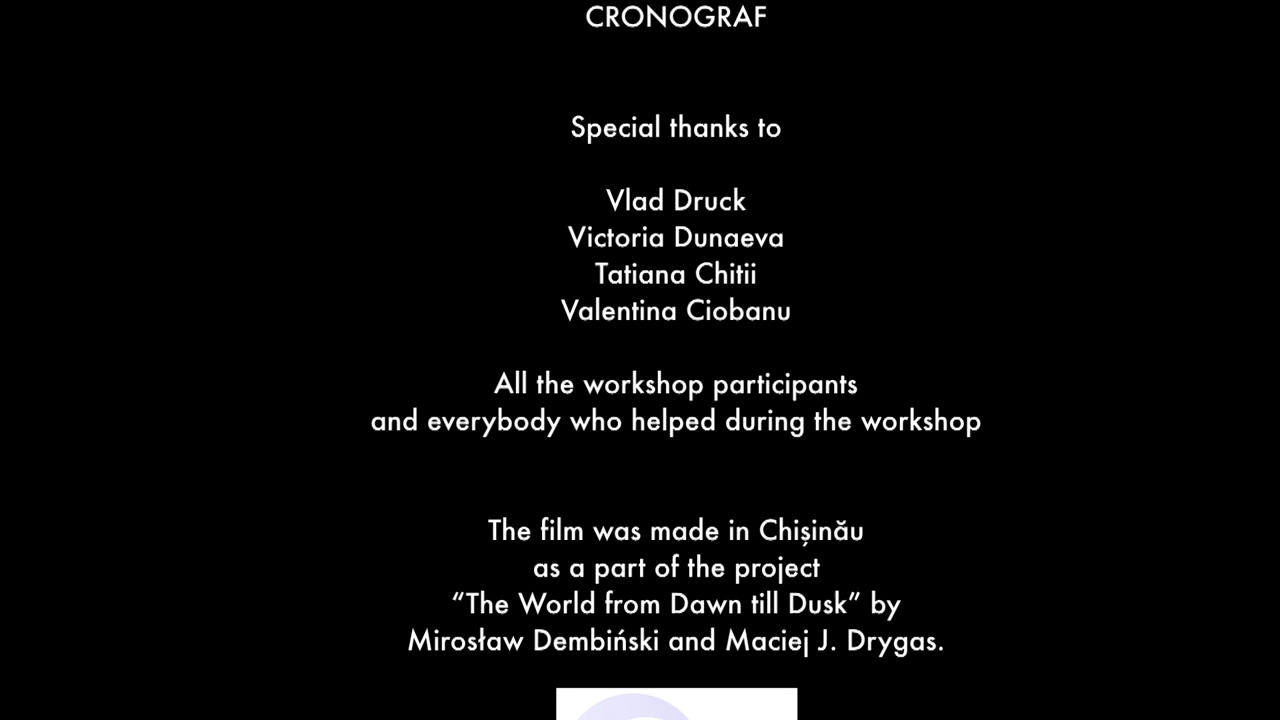 CRONOGRAF
Special thanks to
Vlad Druck
Victoria Dunaeva
Tatiana Chitii
Valentina Ciobanu
All the workshop participants
and everybody who helped during the workshop
The film was made in Chișinău
as a part of the project
“The World from Dawn till Dusk” by
Mirosław Dembiński and Maciej J. Drygas.